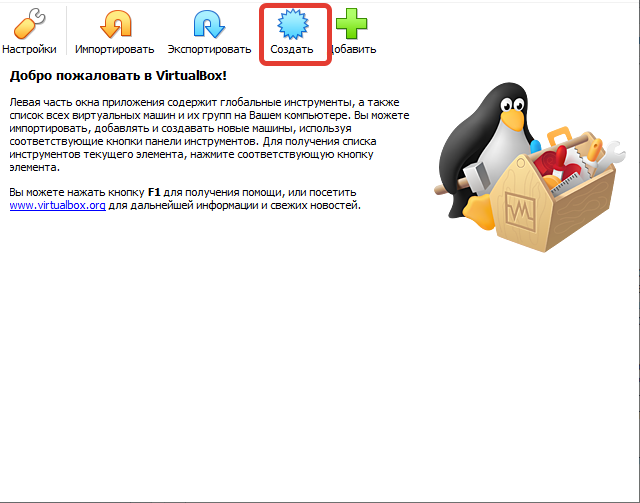 Настройки Импортировать Экспортировать Создать Добавить
Добро пожаловать в VirtualBox!
Левая часть окна приложения содержит глобальные инструменты, а также
список всех виртуальных машин и их групп на Вашем компьютере. Вы можете
импортировать, добавлять и создавать новые машины, используя
соответствующие кнопки панели инструментов. Для получения списка
инструментов текущего элемента, нажмите соответствующую кнопку
элемента.
Вы можете нажать кнопку F1 для получения помощи, или посетить
www.virtualbox.org для дальнейшей информации и свежих новостей.